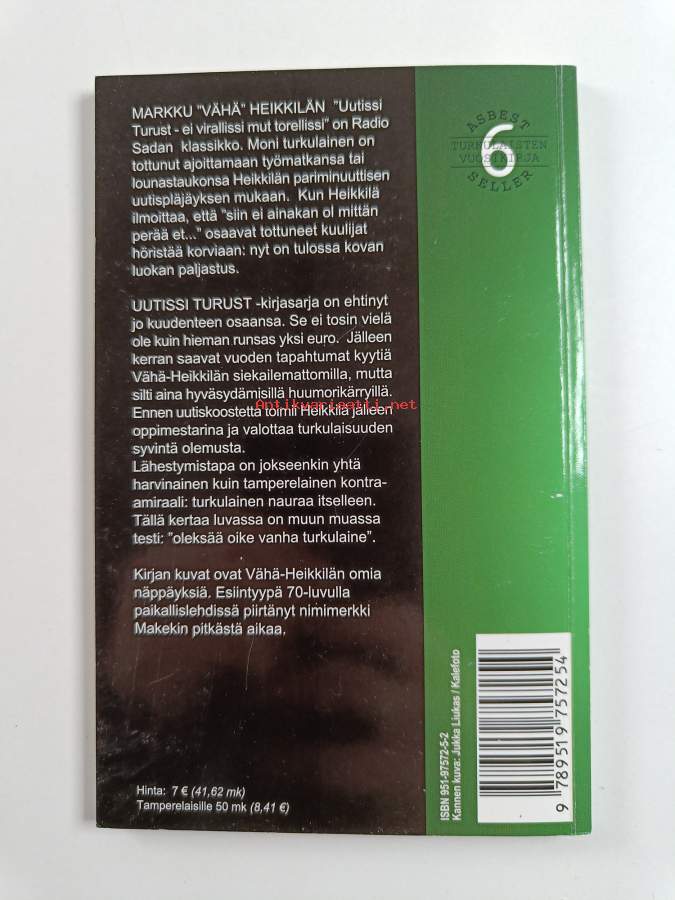 MARKKU "VÄHÄ" HEIKKILÄN "Uutissi
Turust - ei virallissi mut torellissi" on Radio
Sadan klassikko. Moni turkulainen on
tottunut ajoittamaan työmatkansa tai
lounastaukonsa Heikkilän pariminuuttisen
uutispläjäyksen mukaan. Kun Heikkilä
ilmoittaa, että "siin ei ainakan ol mittän
perää et..." osaavat tottuneet kuulijat
höristää korviaan: nyt on tulossa kovan
luokan paljastus.
UUTISSI TURUST -kirjasarja on ehtinyt
jo kuudenteen osaansa. Se ei tosin vielä
ole kuin hieman runsas yksi euro. Jälleen
kerran saavat vuoden tapahtumat kyytiä
Vähä-Heikkilän siekailemattomilla, mutta
silti aina hyväsydämisillä huumorikärryillä.
Ennen uutiskoostetta toimii Heikkilä jälleen
oppimestarina ja valottaa turkulaisuuden
syvintä olemusta.
Lähestymistapa on jokseenkin yhtä
harvinainen kuin tamperelainen kontra-
amiraali: turkulainen nauraa itselleen.
Tällä kertaa luvassa on muun muassa
testi: "oleksää oike vanha turkulaine".
Kirjan kuvat ovat Vähä-Heikkilän omia
näppäyksiä. Esiintyypä 70-luvulla
paikallislehdissä piirtänyt nimimerkki
Makekin pitkästä aikaa.
Hinta: 7 € (41,62 mk)
Tamperelaisille 50 mk (8,41 €)
ASBEST
6
TURKULAISTEN
VUOSIKIRJA
SELLER
ISBN 951-97572-5-2
Kannen kuva: Jukka Liukas / Kalefoto
9 789519 757254
Antikvariaatti.net